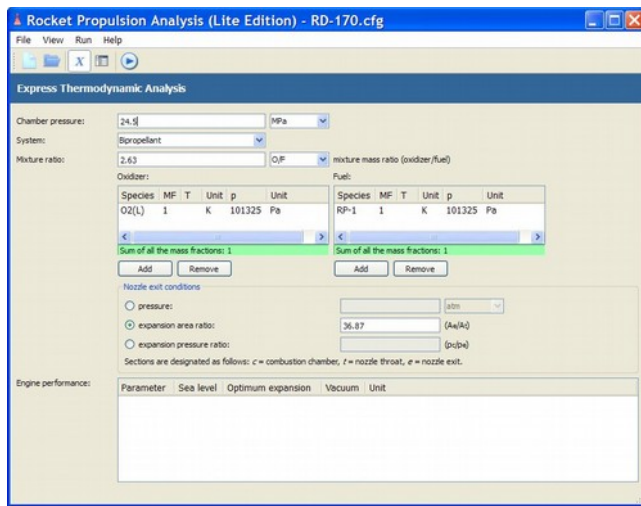 Rocket Propulsion Analysis (Lite Edition) - RD-170.cfg
File View Run Help
x
Express Thermodynamic Analysis
Chamber pressure: 24.5 MPa
System: Bipropellant
Mixture ratio: 2.63 O/F mixture mass ratio (oxidizer/fuel)
Oxidizer: Fuel:
Species MF T Unit p Unit Species MF T Unit p Unit
O2(L) 1 K 101325 Pa RP-1 1 K 101325 Pa
Sum of all the mass fractions: 1 Sum of all the mass fractions: 1
Add Remove Add Remove
Nozzle exit conditions
pressure: atm
expansion area ratio: 36.87 (Ae/At)
expansion pressure ratio: (pc/pe)
Sections are designated as follows: c = combustion chamber, t = nozzle throat, e = nozzle exit.
Engine performance: Parameter Sea level Optimum expansion Vacuum Unit